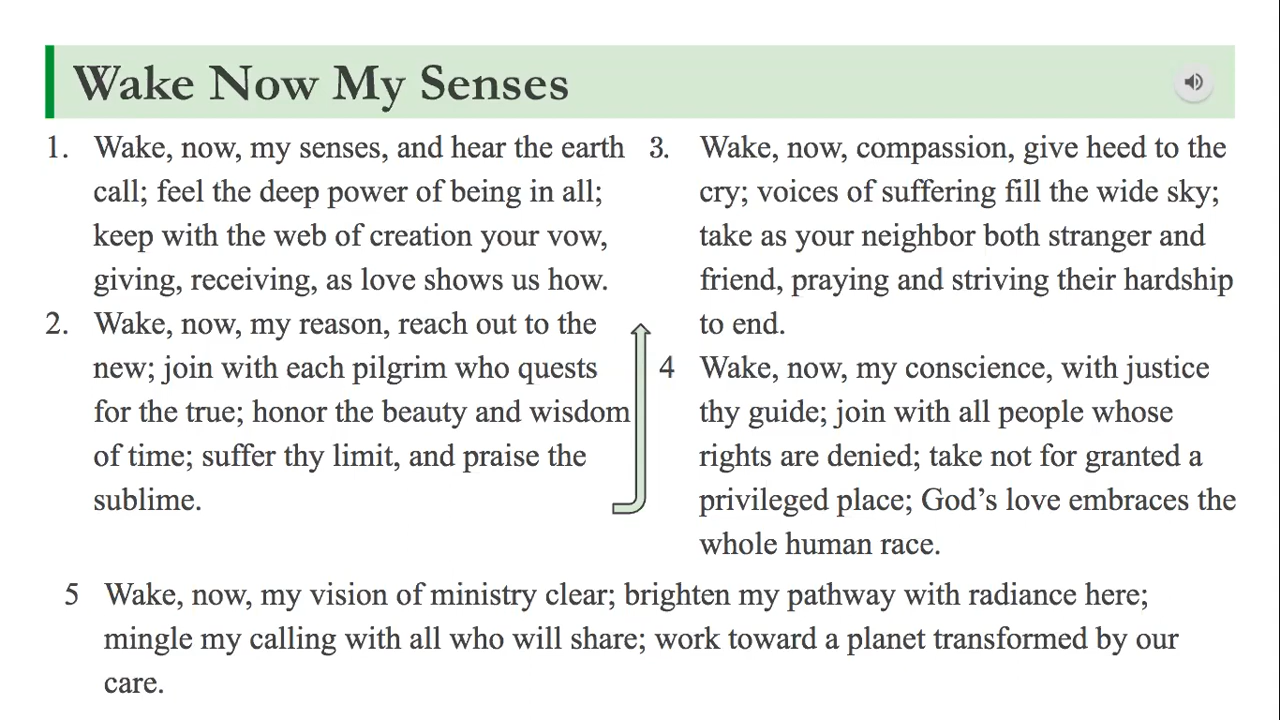 Wake Now My Senses
1. Wake, now, my senses, and hear the earth
call; feel the deep power of being in all;
keep with the web of creation your vow,
giving, receiving, as love shows us how.
2. Wake, now, my reason, reach out to the
new; join with each pilgrim who quests
for the true; honor the beauty and wisdom
of time; suffer thy limit, and praise the
sublime.
3. Wake, now, compassion, give heed to the
cry; voices of suffering fill the wide sky;
take as your neighbor both stranger and
friend, praying and striving their hardship
to end.
4 Wake, now, my conscience, with justice
thy guide; join with all people whose
rights are denied; take not for granted a
privileged place; God’s love embraces the
whole human race.
5 Wake, now, my vision of ministry clear; brighten my pathway with radiance here;
mingle my calling with all who will share; work toward a planet transformed by our
care.